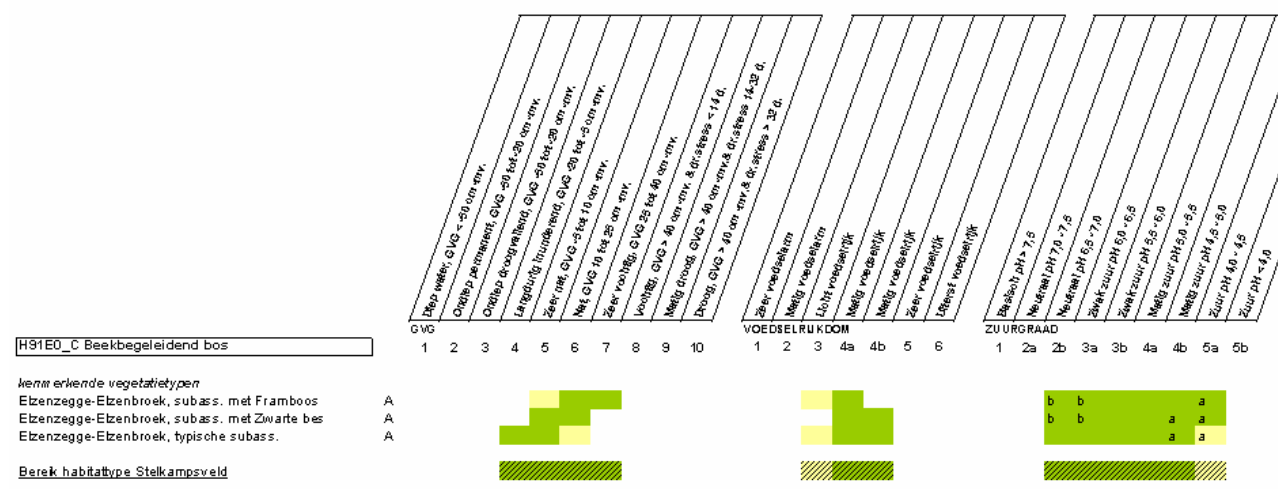 Diep water, GVG < -50 cm -mv.
Ondiep permanent, GVG -50 tot -20 cm -mv.
Ondiep droogvallend, GVG -50 tot -20 cm -mv.
Langdurig inunderend, GVG -20 tot -5 cm -mv.
Zeer nat, GVG -5 tot 10 cm -mv.
Nat, GVG 10 tot 25 cm -mv.
Zeer vochtig, GVG 25 tot 40 cm -mv.
Vochtig, GVG > 40 cm -mv. & dr.stress < 14 d.
Matig droog, GVG > 40 cm -mv.& dr.stress 14-32 d.
Droog, GVG > 40 cm -mv.& dr.stress > 32 d.
Zeer voedselarm
Matig voedselarm
Licht voedselrijk
Matig voedselrijk
Matig voedselrijk
Zeer voedselrijk
Uiterst voedselrijk
Basisch pH > 7,5
Neutraal pH 7,0 - 7,5
Neutraal pH 6,5 - 7,0
Zwak zuur pH 6,0 - 6,5
Zwak zuur pH 5,5 - 6,0
Matig zuur pH 5,0 - 5,5
Matig zuur pH 4,5 - 5,0
Zuur pH 4,0 - 4,5
Zuur pH < 4,0
GVG VOEDSELRIJKDOM ZUURGRAAD
H91E0_C Beekbegeleidend bos 1 2 3 4 5 6 7 8 9 10 1 2 3 4a 4b 5 6 1 2a 2b 3a 3b 4a 4b 5a 5b
kenmerkende vegetatietypen
Elzenzegge-Elzenbroek, subass. met Framboos A b b a
Elzenzegge-Elzenbroek, subass. met Zwarte bes A b b a a
Elzenzegge-Elzenbroek, typische subass. A a a
Bereik habitattype Stelkampsveld